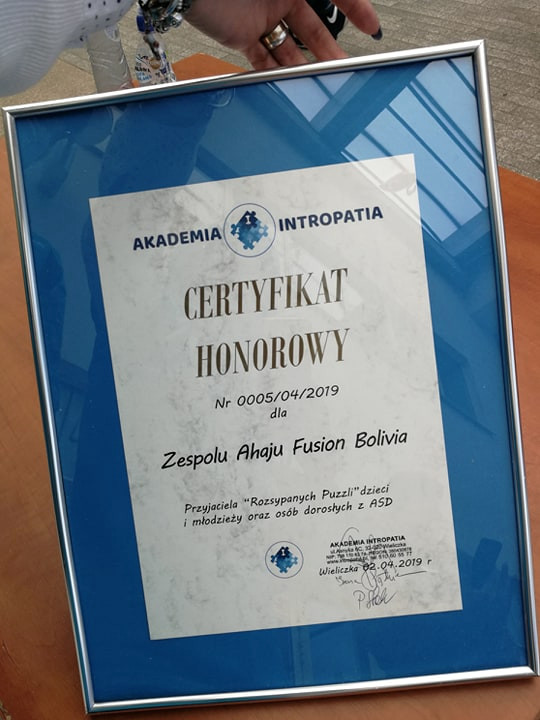 AKADEMIA INTROPATIA
CERTYFIKAT
HONOROWY
Nr 0005/04/2019
dla
Zespolu Ahaju Fusion Bolivia
Przyjaciela "Rozsypanych Puzzli"dzieci
i młodzieży oraz osób dorosłych z ASD
AKADEMIA INTROPATIA
Wieliczka
Wieliczka 02.04.2019 r